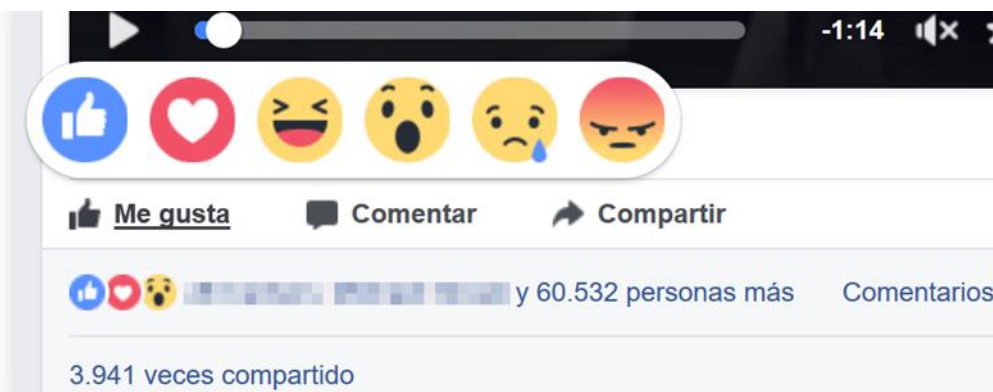 -1:14
Me gusta Comentar Compartir
y 60.532 personas más Comentarios
3.941 veces compartido